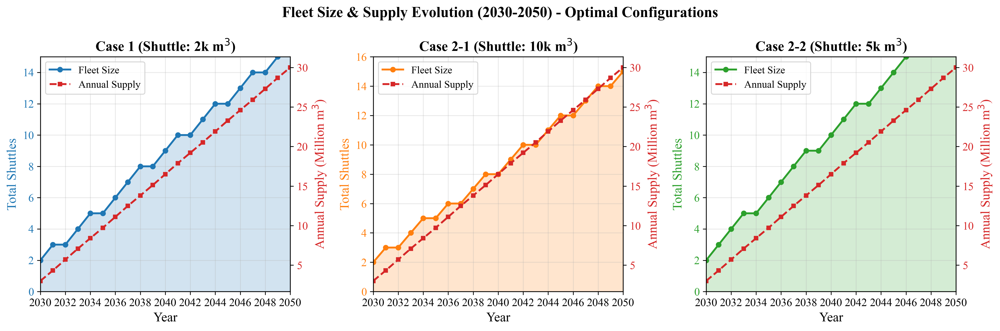 Fleet Size & Supply Evolution (2030-2050) - Optimal Configurations
Case 1 (Shuttle: 2k m³)
Fleet Size
Annual Supply
Total Shuttles
14
12
10
8
6
4
2
0
30
25
20
15
10
5
Annual Supply (Million m³)
2030 2032 2034 2036 2038 2040 2042 2044 2046 2048 2050
Year
Case 2-1 (Shuttle: 10k m³)
Fleet Size
Annual Supply
Total Shuttles
16
14
12
10
8
6
4
2
0
30
25
20
15
10
5
Annual Supply (Million m³)
2030 2032 2034 2036 2038 2040 2042 2044 2046 2048 2050
Year
Case 2-2 (Shuttle: 5k m³)
Fleet Size
Annual Supply
Total Shuttles
14
12
10
8
6
4
2
0
30
25
20
15
10
5
Annual Supply (Million m³)
2030 2032 2034 2036 2038 2040 2042 2044 2046 2048 2050
Year